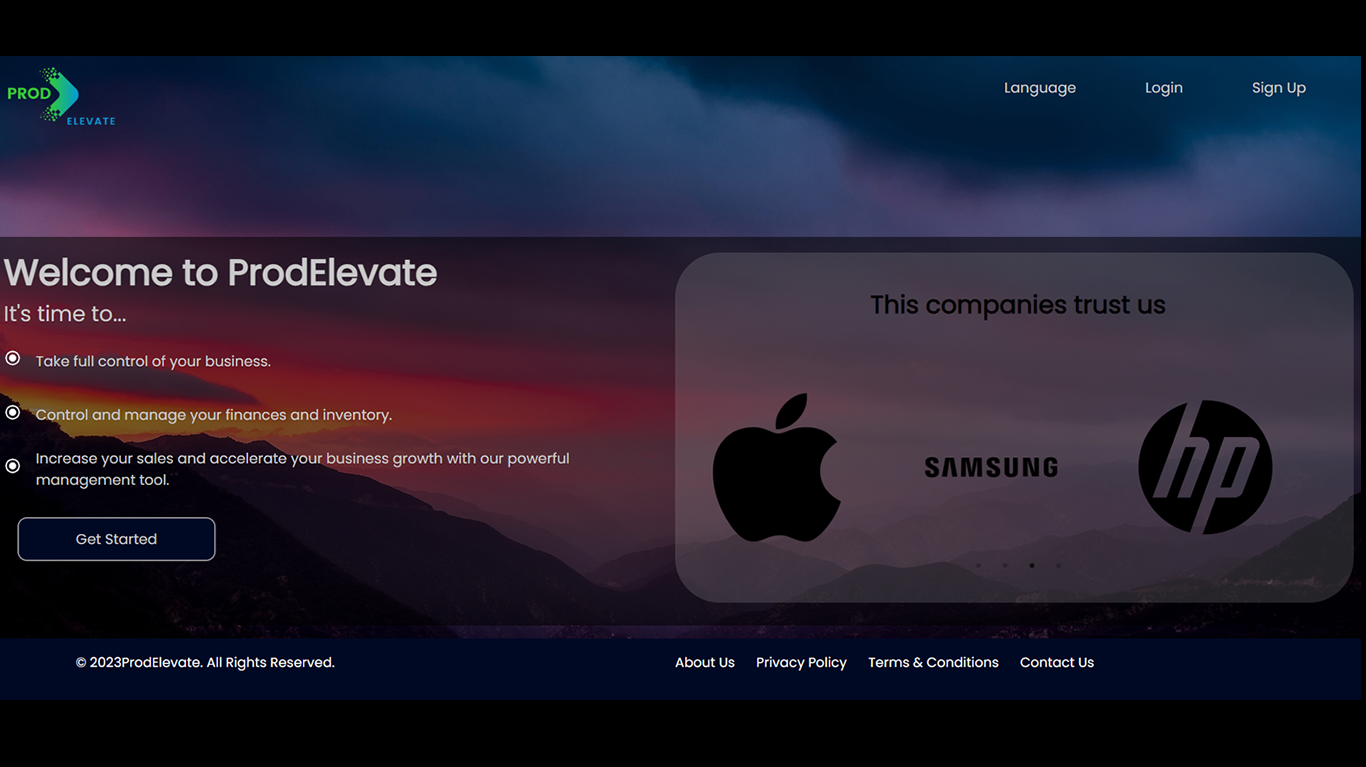 PROD
ELEVATE
Language Login Sign Up
Welcome to ProdElevate
It's time to...
Take full control of your business.
Control and manage your finances and inventory.
Increase your sales and accelerate your business growth with our powerful
management tool.
Get Started
This companies trust us
SAMSUNG
hp
© 2023ProdElevate. All Rights Reserved.
About Us Privacy Policy Terms & Conditions Contact Us